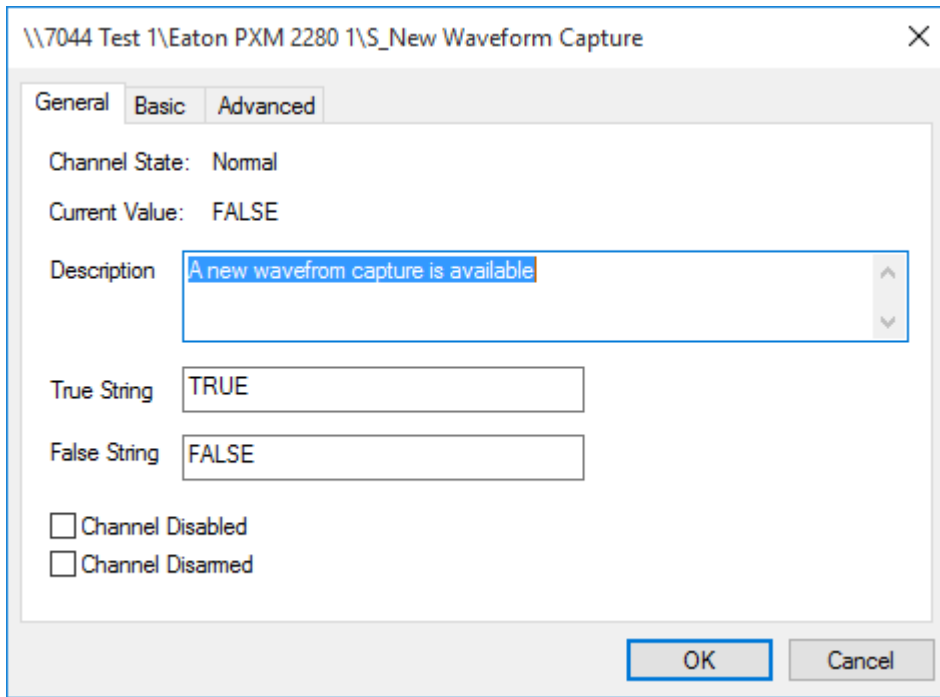 \\7044 Test 1\Eaton PXM 2280 1\S_New Waveform Capture
General Basic Advanced
Channel State: Normal
Current Value: FALSE
Description A new wavefrom capture is available
True String TRUE
False String FALSE
Channel Disabled
Channel Disarmed
OK Cancel